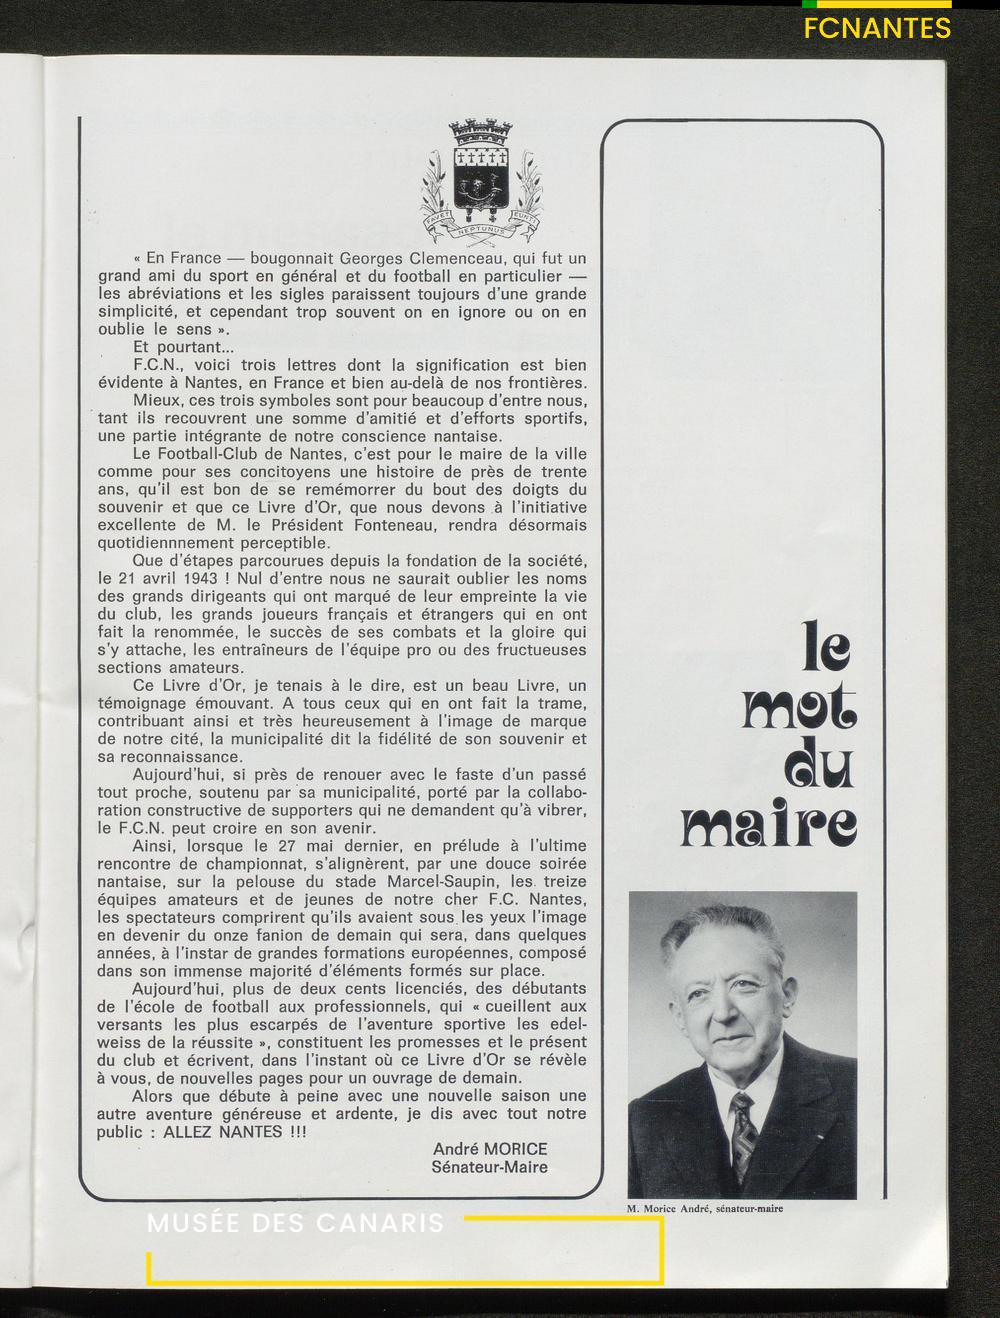 FCNANTES
FAVET NEPTUNUS EUNTI
« En France — bougonnait Georges Clemenceau, qui fut un
grand ami du sport en général et du football en particulier —
les abréviations et les sigles paraissent toujours d'une grande
simplicité, et cependant trop souvent on en ignore ou on en
oublie le sens ».
Et pourtant...
F.C.N., voici trois lettres dont la signification est bien
évidente à Nantes, en France et bien au-delà de nos frontières.
Mieux, ces trois symboles sont pour beaucoup d'entre nous,
tant ils recouvrent une somme d'amitié et d'efforts sportifs,
une partie intégrante de notre conscience nantaise.
Le Football-Club de Nantes, c'est pour le maire de la ville
comme pour ses concitoyens une histoire de près de trente
ans, qu'il est bon de se remémorrer du bout des doigts du
souvenir et que ce Livre d'Or, que nous devons à l'initiative
excellente de M. le Président Fonteneau, rendra désormais
quotidiennnement perceptible.
Que d'étapes parcourues depuis la fondation de la société,
le 21 avril 1943 ! Nul d'entre nous ne saurait oublier les noms
des grands dirigeants qui ont marqué de leur empreinte la vie
du club, les grands joueurs français et étrangers qui en ont
fait la renommée, le succès de ses combats et la gloire qui
s'y attache, les entraîneurs de l'équipe pro ou des fructueuses
sections amateurs.
Ce Livre d'Or, je tenais à le dire, est un beau Livre, un
témoignage émouvant. A tous ceux qui en ont fait la trame,
contribuant ainsi et très heureusement à l'image de marque
de notre cité, la municipalité dit la fidélité de son souvenir et
sa reconnaissance.
Aujourd'hui, si près de renouer avec le faste d'un passé
tout proche, soutenu par sa municipalité, porté par la collabo-
ration constructive de supporters qui ne demandent qu'à vibrer,
le F.C.N. peut croire en son avenir.
Ainsi, lorsque le 27 mai dernier, en prélude à l'ultime
rencontre de championnat, s'alignèrent, par une douce soirée
nantaise, sur la pelouse du stade Marcel-Saupin, les treize
équipes amateurs et de jeunes de notre cher F.C. Nantes,
les spectateurs comprirent qu'ils avaient sous les yeux l'image
en devenir du onze fanion de demain qui sera, dans quelques
années, à l'instar de grandes formations européennes, composé
dans son immense majorité d'éléments formés sur place.
Aujourd'hui, plus de deux cents licenciés, des débutants
de l'école de football aux professionnels, qui « cueillent aux
versants les plus escarpés de l'aventure sportive les edel-
weiss de la réussite », constituent les promesses et le présent
du club et écrivent, dans l'instant où ce Livre d'Or se révèle
à vous, de nouvelles pages pour un ouvrage de demain.
Alors que débute à peine avec une nouvelle saison une
autre aventure généreuse et ardente, je dis avec tout notre
public : ALLEZ NANTES !!!
André MORICE
Sénateur-Maire
le
mot
du
maire
M. Morice André, sénateur-maire
MUSÉE DES CANARIS